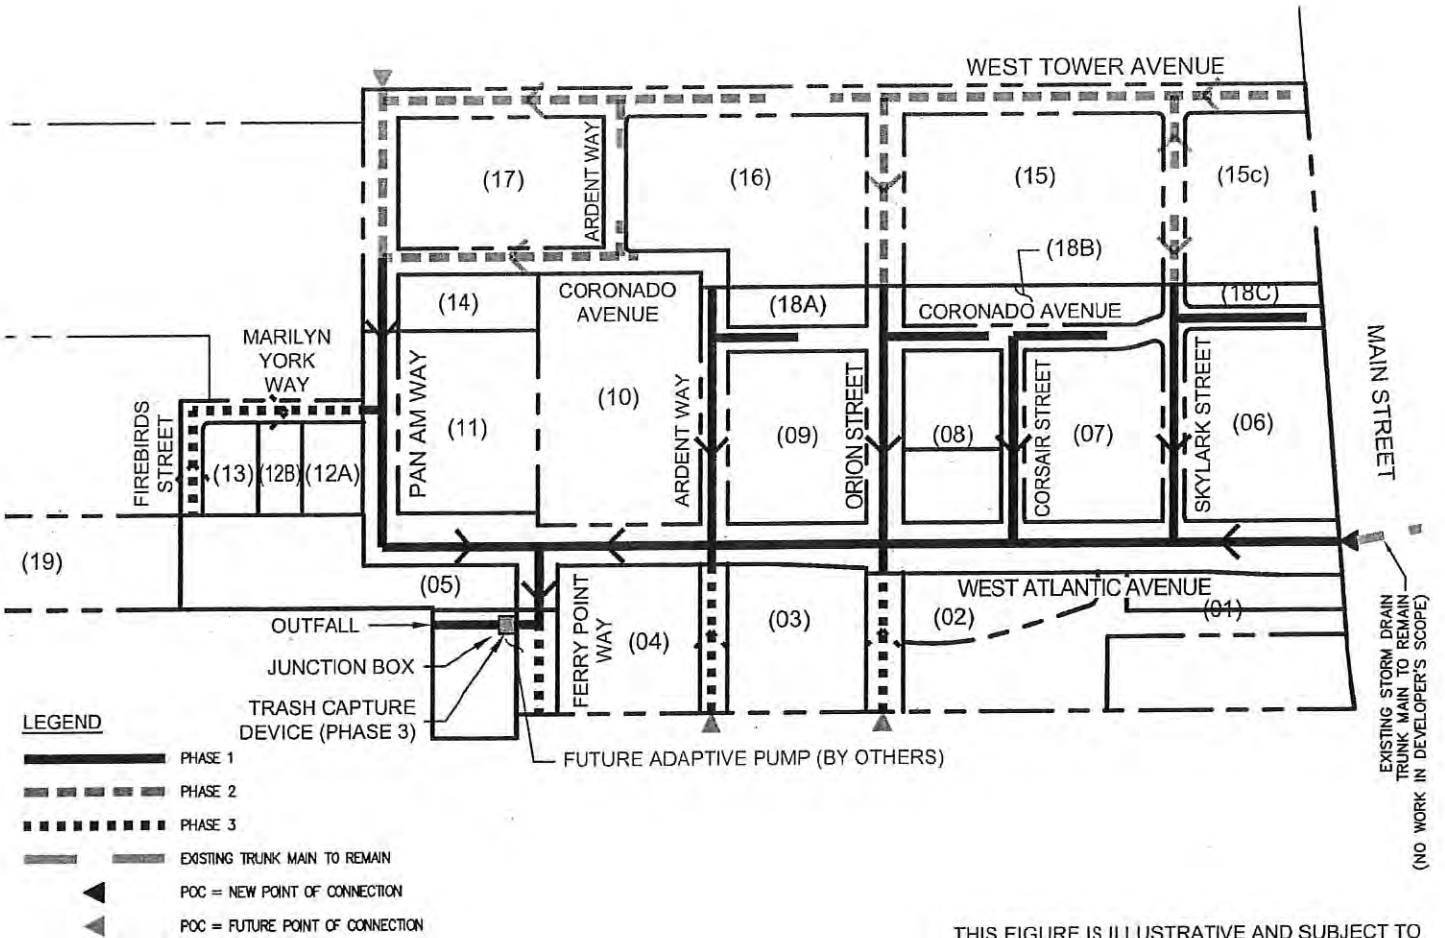 WEST TOWER AVENUE
ARDENT WAY
(17)
(16)
(15)
(15c)
(18B)
(14)
CORONADO
AVENUE
(18A)
CORONADO AVENUE
(18C)
MARILYN
YORK
WAY
MAIN STREET
FIREBIRDS
STREET
(13)
(12B)
(12A)
(11)
PAN AM WAY
(10)
ARDENT WAY
(09)
ORION STREET
(08)
CORSAIR STREET
(07)
SKYLARK STREET
(06)
(19)
(05)
WEST ATLANTIC AVENUE
(01)
(02)
(03)
(04)
FERRY POINT
WAY
OUTFALL
JUNCTION BOX
TRASH CAPTURE
DEVICE (PHASE 3)
FUTURE ADAPTIVE PUMP (BY OTHERS)
EXISTING STORM DRAIN
TRUNK MAIN TO REMAIN
(NO WORK IN DEVELOPER'S SCOPE)
LEGEND
PHASE 1
PHASE 2
PHASE 3
EXISTING TRUNK MAIN TO REMAIN
POC = NEW POINT OF CONNECTION
POC = FUTURE POINT OF CONNECTION
THIS FIGURE IS ILLUSTRATIVE AND SUBJECT TO